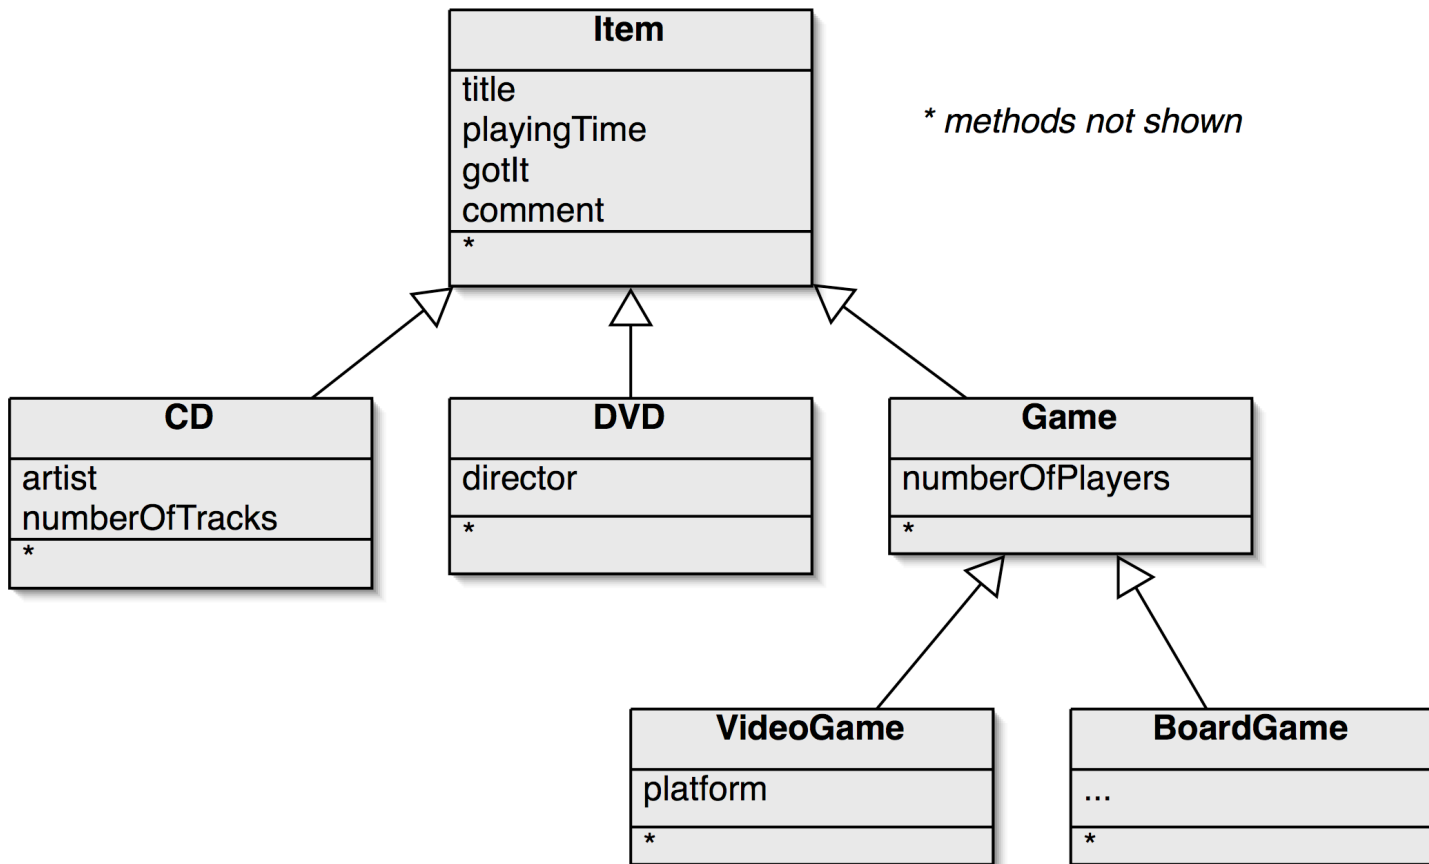 Item
title
playingTime
gotIt
comment
*
* methods not shown
CD
artist
numberOfTracks
*
DVD
director
*
Game
numberOfPlayers
*
VideoGame
platform
*
BoardGame
...
*